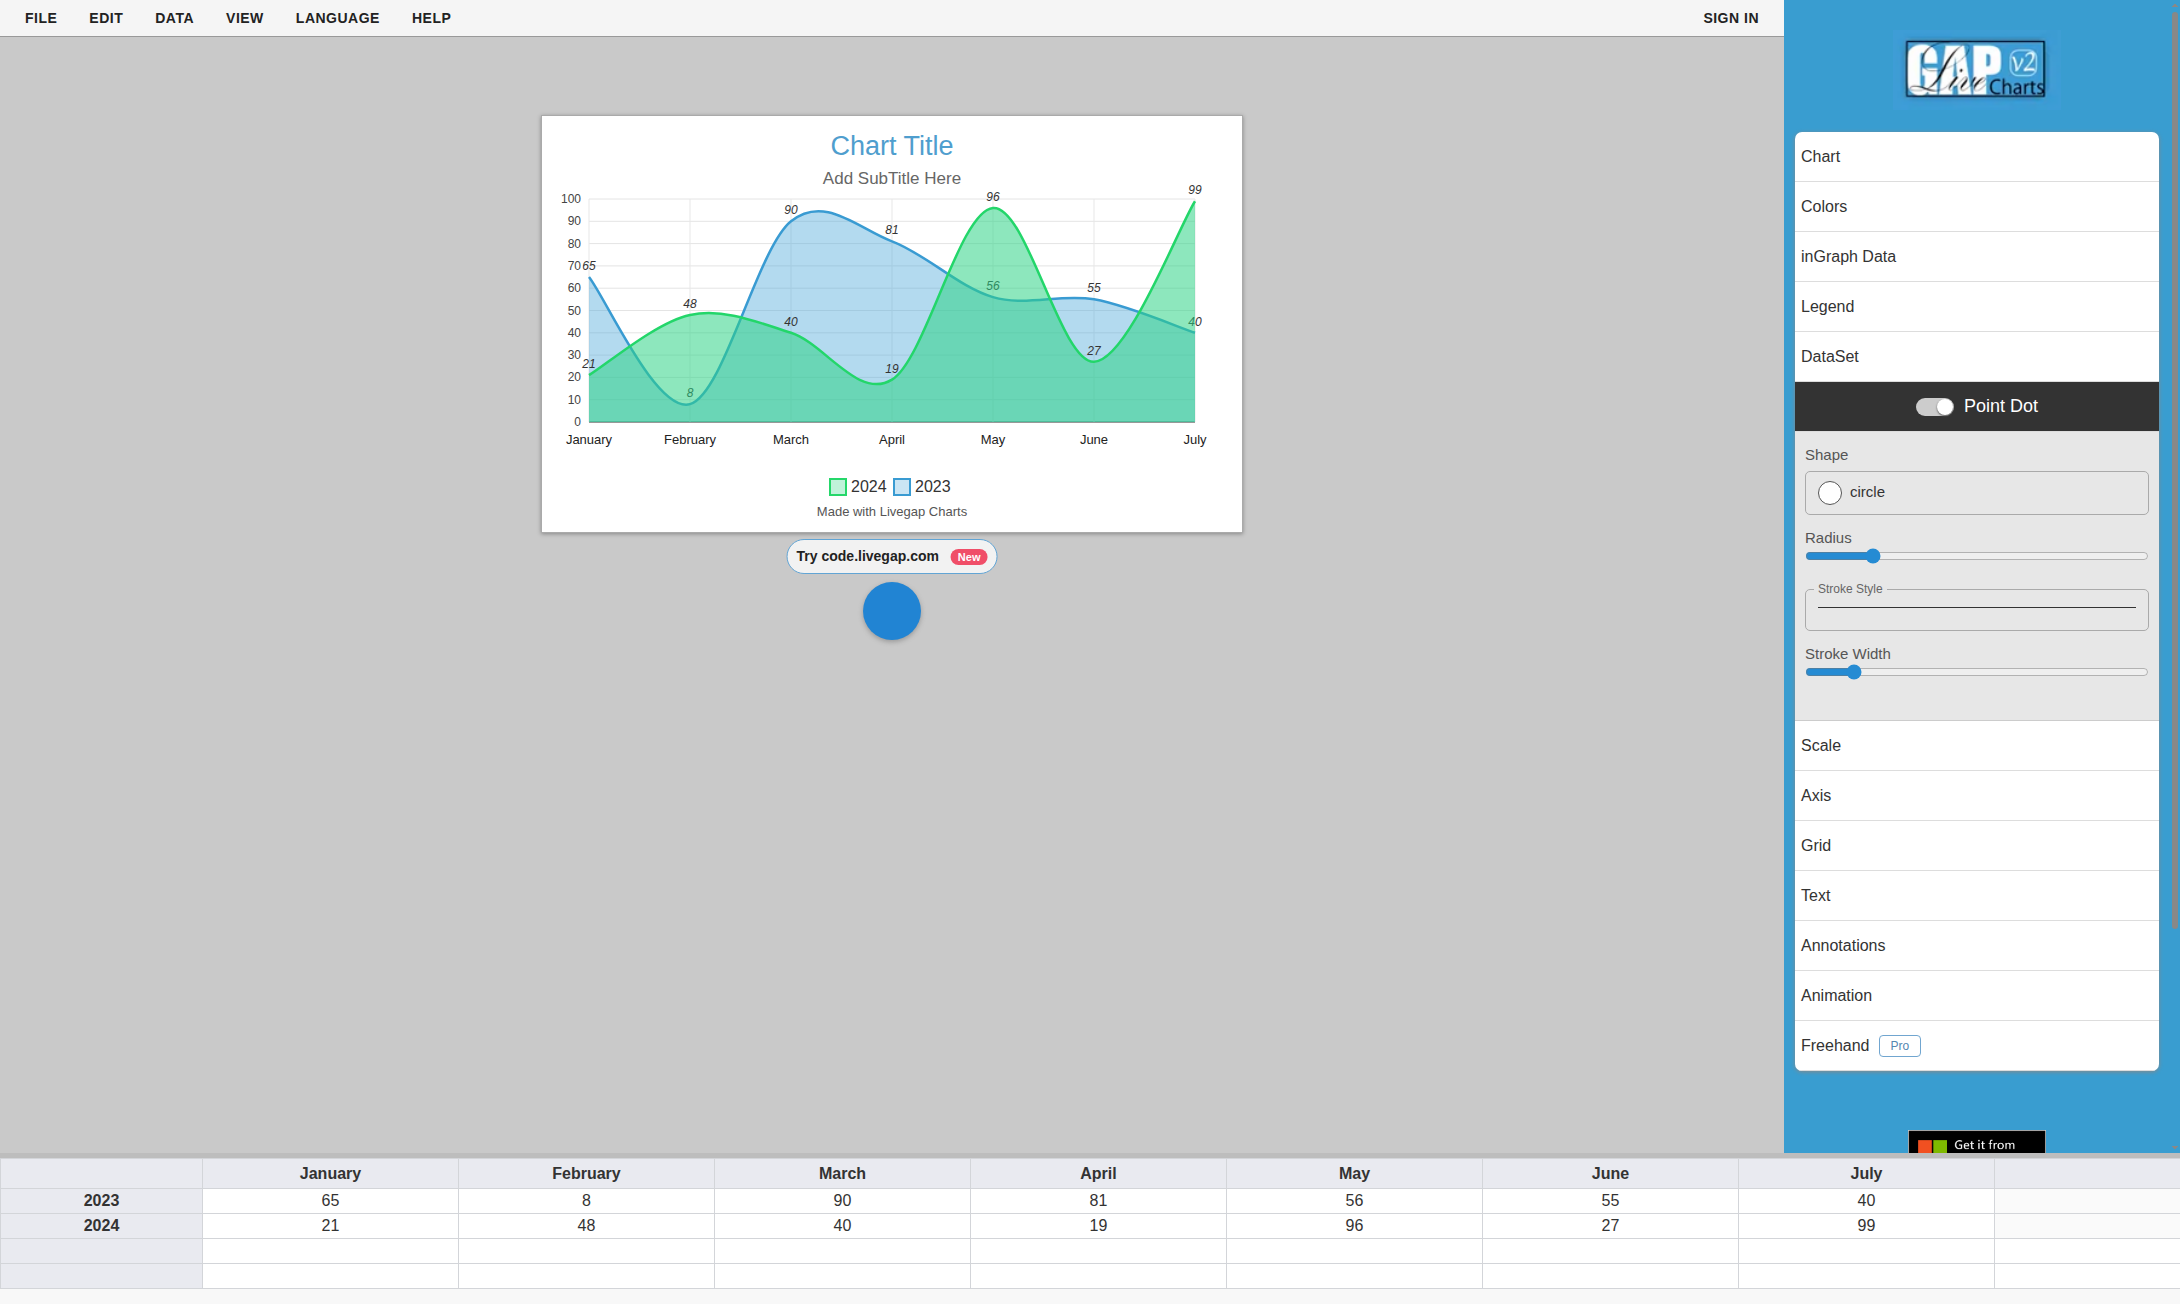 FILE EDIT DATA VIEW LANGUAGE HELP SIGN IN
GAP Live Charts v2
Chart Title
Add SubTitle Here
100
90
80
70
60
50
40
30
20
10
0
65
21
48
8
90
40
81
19
96
56
55
27
99
40
January February March April May June July
2024 2023
Made with Livegap Charts
Try code.livegap.com New
Chart
Colors
inGraph Data
Legend
DataSet
Point Dot
Shape
circle
Radius
Stroke Style
Stroke Width
Scale
Axis
Grid
Text
Annotations
Animation
Freehand Pro
Get it from
January February March April May June July
2023 65 8 90 81 56 55 40
2024 21 48 40 19 96 27 99